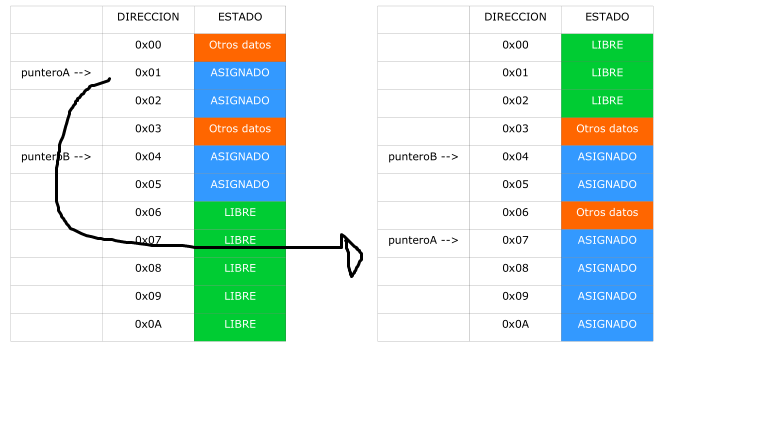 DIRECCION ESTADO DIRECCION ESTADO
0x00 Otros datos 0x00 LIBRE
punteroA --> 0x01 ASIGNADO 0x01 LIBRE
0x02 ASIGNADO 0x02 LIBRE
0x03 Otros datos 0x03 Otros datos
punteroB --> 0x04 ASIGNADO punteroB --> 0x04 ASIGNADO
0x05 ASIGNADO 0x05 ASIGNADO
0x06 LIBRE 0x06 Otros datos
0x07 LIBRE punteroA --> 0x07 ASIGNADO
0x08 LIBRE 0x08 ASIGNADO
0x09 LIBRE 0x09 ASIGNADO
0x0A LIBRE 0x0A ASIGNADO